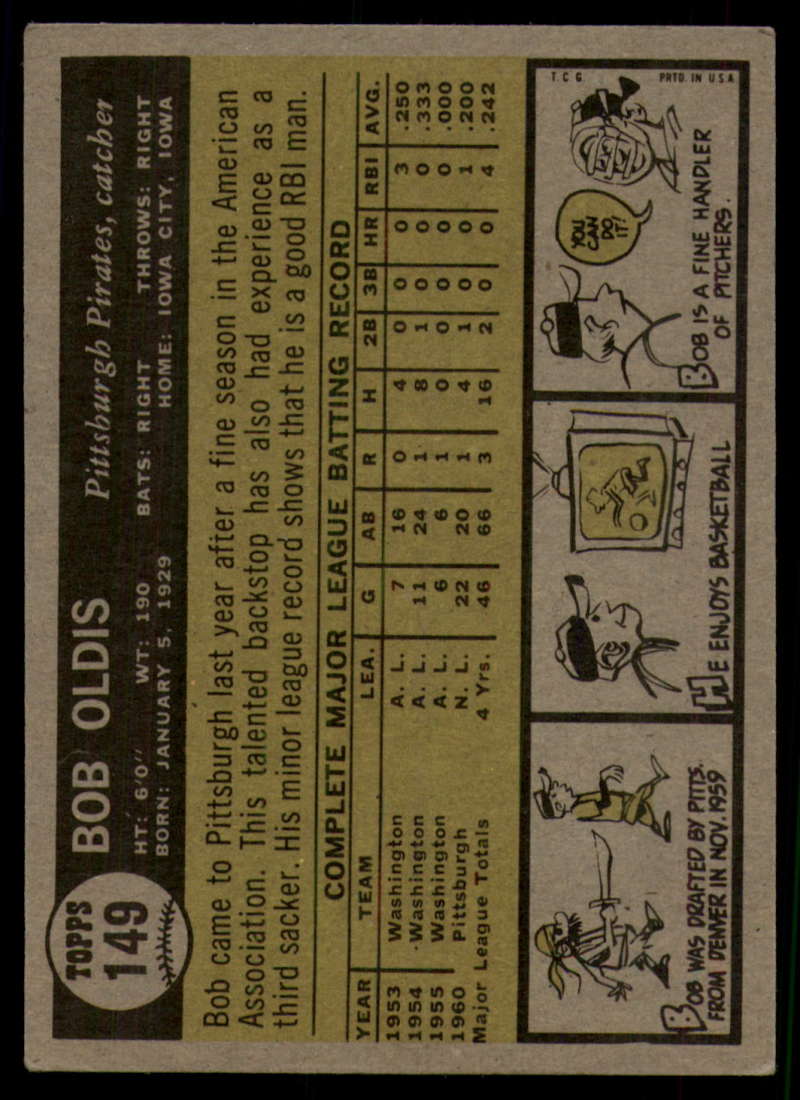 TOPPS
149
BOB OLDIS
Pittsburgh Pirates, catcher
HT: 6'0" WT: 190 BATS: RIGHT THROWS: RIGHT
BORN: JANUARY 5, 1929 HOME: IOWA CITY, IOWA
Bob came to Pittsburgh last year after a fine season in the American
Association. This talented backstop has also had experience as a
third sacker. His minor league record shows that he is a good RBI man.
COMPLETE MAJOR LEAGUE BATTING RECORD
YEAR TEAM LEA. G AB R H 2B 3B HR RBI AVG.
1953 Washington A. L. 7 16 0 4 0 0 0 3 .250
1954 Washington A. L. 11 24 1 8 1 0 0 0 .333
1955 Washington A. L. 6 6 1 0 0 0 0 0 .000
1960 Pittsburgh N. L. 22 20 1 4 1 0 0 1 .200
Major League Totals 4 Yrs. 46 66 3 16 2 0 0 4 .242
BOB WAS DRAFTED BY PITTS.
FROM DENVER IN NOV. 1959
HE ENJOYS BASKETBALL
T.C.G. PRTD. IN U S A
YOU
CAN
DO
IT!
BOB IS A FINE HANDLER
OF PITCHERS.